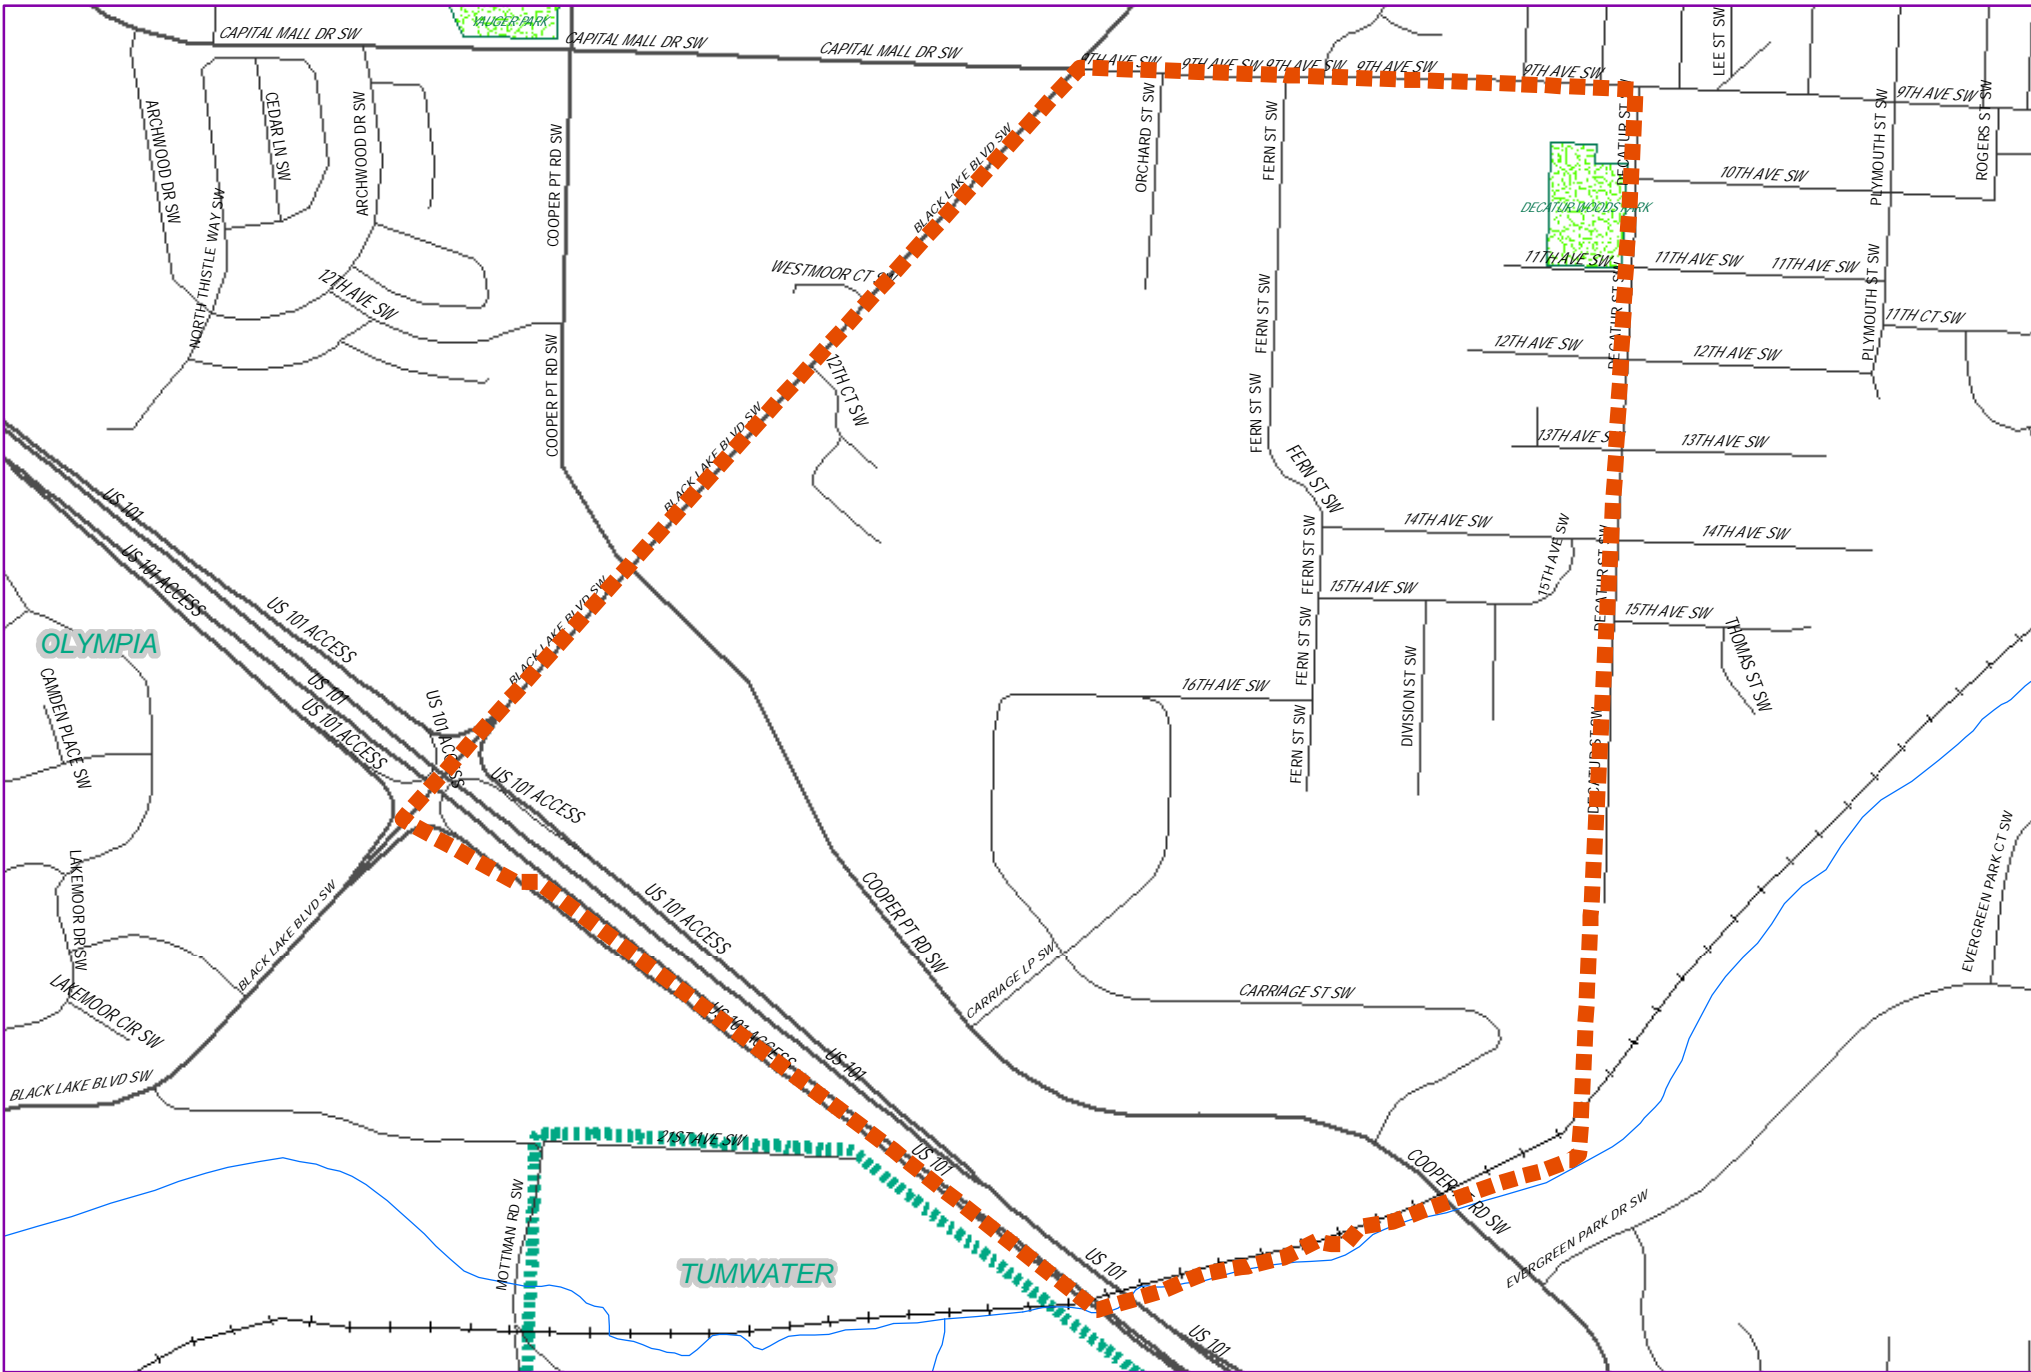 YAUGER PARK
CAPITAL MALL DR SW
CAPITAL MALL DR SW
CAPITAL MALL DR SW
9TH AVE SW
9TH AVE SW
9TH AVE SW
9TH AVE SW
9TH AVE SW
9TH AVE SW
LEE ST SW
ARCHWOOD DR SW
CEDAR LN SW
ARCHWOOD DR SW
COOPER PT RD SW
BLACK LAKE BLVD SW
ORCHARD ST SW
FERN ST SW
DECATUR ST SW
PLYMOUTH ST SW
ROGERS ST SW
10TH AVE SW
DECATUR WOODS PARK
NORTH THISTLE WAY SW
12TH AVE SW
WESTMOOR CT SW
11TH AVE SW
11TH AVE SW
11TH AVE SW
PLYMOUTH ST SW
11TH CT SW
COOPER PT RD SW
12TH CT SW
FERN ST SW
DECATUR ST SW
12TH AVE SW
12TH AVE SW
FERN ST SW
BLACK LAKE BLVD SW
13TH AVE SW
13TH AVE SW
FERN ST SW
US 101
US 101 ACCESS
US 101 ACCESS
14TH AVE SW
14TH AVE SW
FERN ST SW
15TH AVE SW
15TH AVE SW
DECATUR ST SW
15TH AVE SW
THOMAS ST SW
OLYMPIA
BLACK LAKE BLVD SW
FERN ST SW
DIVISION ST SW
16TH AVE SW
FERN ST SW
DECATUR ST SW
CAMDEN PLACE SW
US 101
US 101 ACCESS
US 101 ACCESS
US 101 ACCESS
LAKEMOOR DR SW
BLACK LAKE BLVD SW
US 101 ACCESS
COOPER PT RD SW
EVERGREEN PARK CT SW
LAKEMOOR CIR SW
CARRIAGE LP SW
CARRIAGE ST SW
US 101 ACCESS
US 101
BLACK LAKE BLVD SW
21ST AVE SW
US 101
COOPER PT RD SW
MOTTMAN RD SW
TUMWATER
US 101
EVERGREEN PARK DR SW
US 101